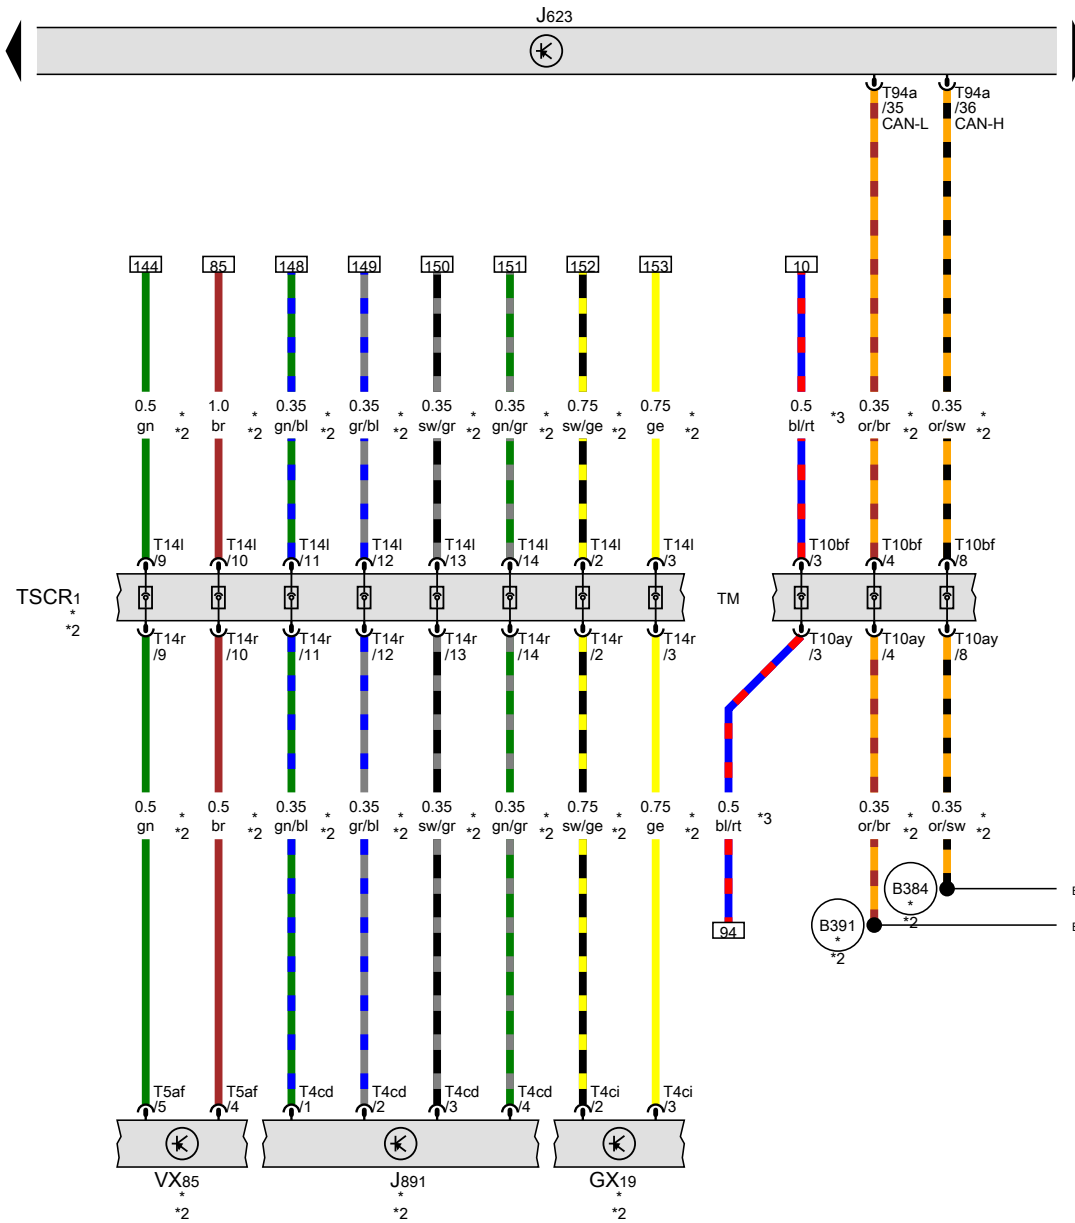 J623
T94a
/35
CAN-L
T94a
/36
CAN-H
144 85 148 149 150 151 152 153 10
0.5
gn
*
*2
1.0
br
*
*2
0.35
gn/bl
*
*2
0.35
gr/bl
*
*2
0.35
sw/gr
*
*2
0.35
gn/gr
*
*2
0.75
sw/ge
*
*2
0.75
ge
*
*2
0.5
bl/rt
*3
0.35
or/br
*
*2
0.35
or/sw
*
*2
T14l
/9
T14l
/10
T14l
/11
T14l
/12
T14l
/13
T14l
/14
T14l
/2
T14l
/3
T10bf
/3
T10bf
/4
T10bf
/8
TSCR1
*
*2
TM
T14r
/9
T14r
/10
T14r
/11
T14r
/12
T14r
/13
T14r
/14
T14r
/2
T14r
/3
T10ay
/3
T10ay
/4
T10ay
/8
0.5
gn
*
*2
0.5
br
*
*2
0.35
gn/bl
*
*2
0.35
gr/bl
*
*2
0.35
sw/gr
*
*2
0.35
gn/gr
*
*2
0.75
sw/ge
*
*2
0.75
ge
*
*2
0.5
bl/rt
*3
0.35
or/br
*
*2
0.35
or/sw
*
*2
B384
*
*2
B391
*
*2
94
T5af
/5
T5af
/4
T4cd
/1
T4cd
/2
T4cd
/3
T4cd
/4
T4ci
/2
T4ci
/3
VX85
*
*2
J891
*
*2
GX19
*
*2